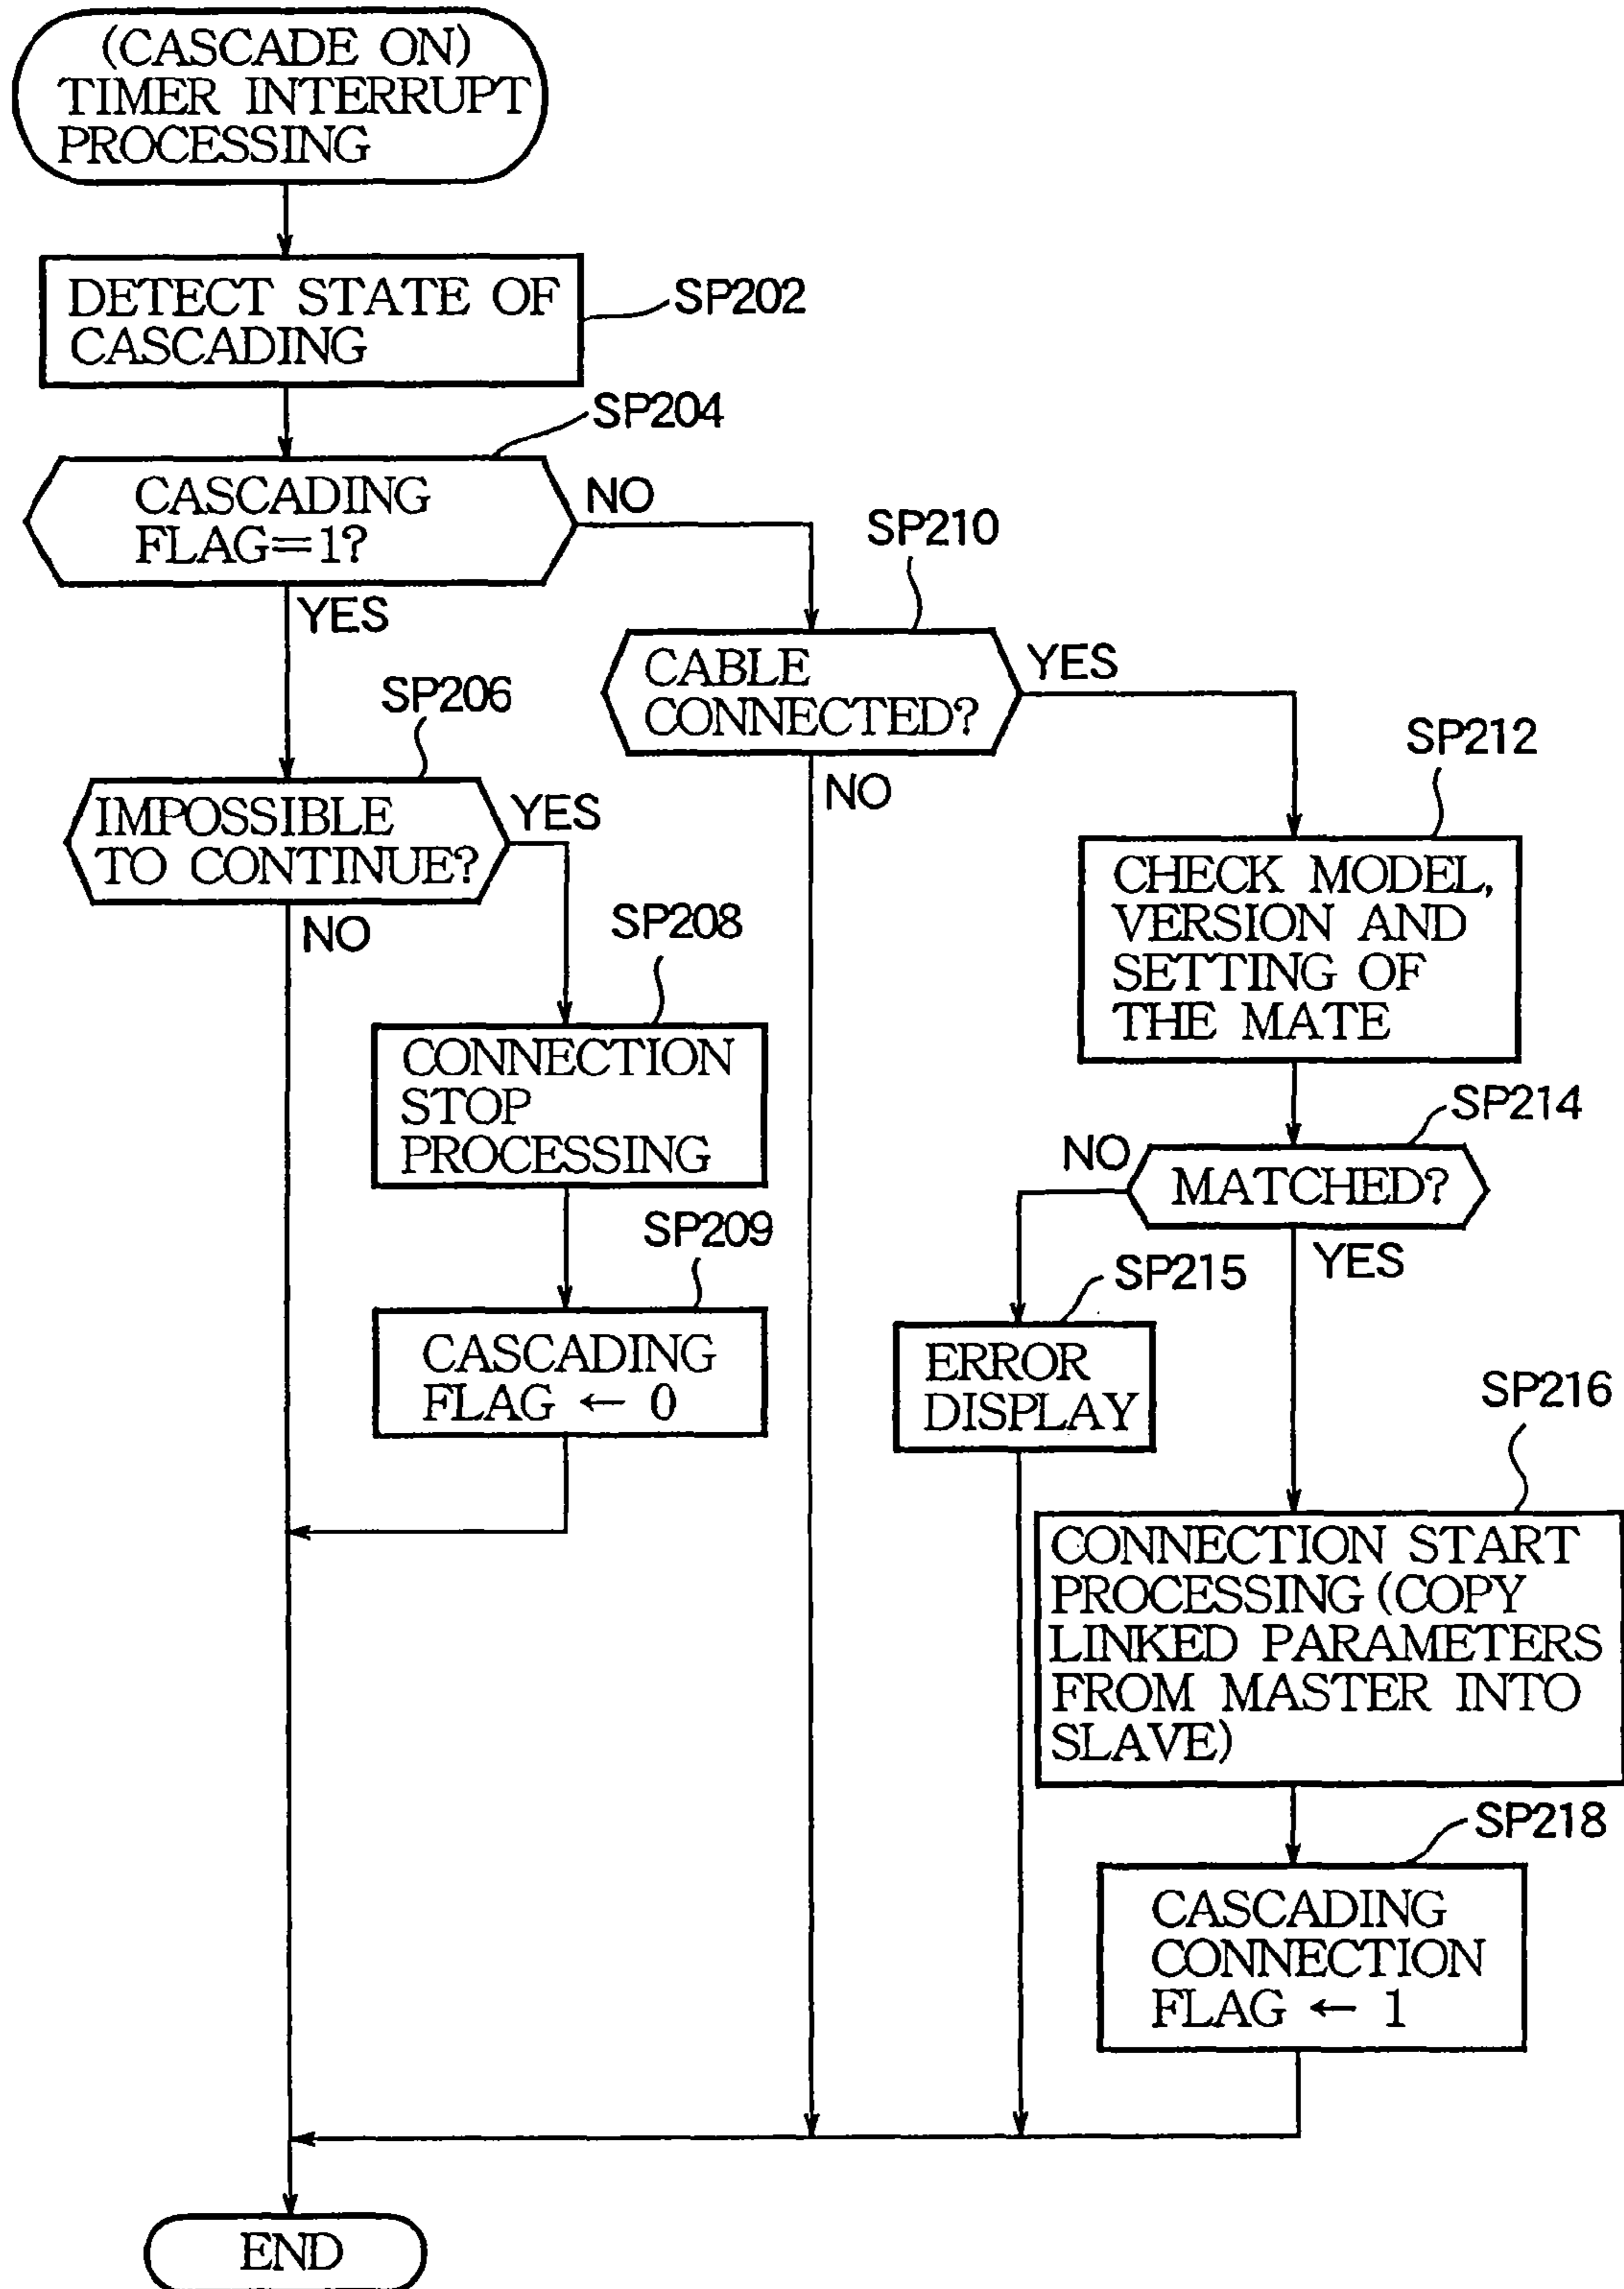 (CASCADE ON)
TIMER INTERRUPT
PROCESSING
DETECT STATE OF
CASCADING
SP202
SP204
CASCADING
FLAG=1?
NO
YES
SP210
CABLE
CONNECTED?
YES
NO
SP206
IMPOSSIBLE
TO CONTINUE?
YES
NO
SP212
CHECK MODEL,
VERSION AND
SETTING OF
THE MATE
SP208
CONNECTION
STOP
PROCESSING
SP214
MATCHED?
NO
YES
SP209
CASCADING
FLAG ← 0
SP215
ERROR
DISPLAY
SP216
CONNECTION START
PROCESSING (COPY
LINKED PARAMETERS
FROM MASTER INTO
SLAVE)
SP218
CASCADING
CONNECTION
FLAG ← 1
END